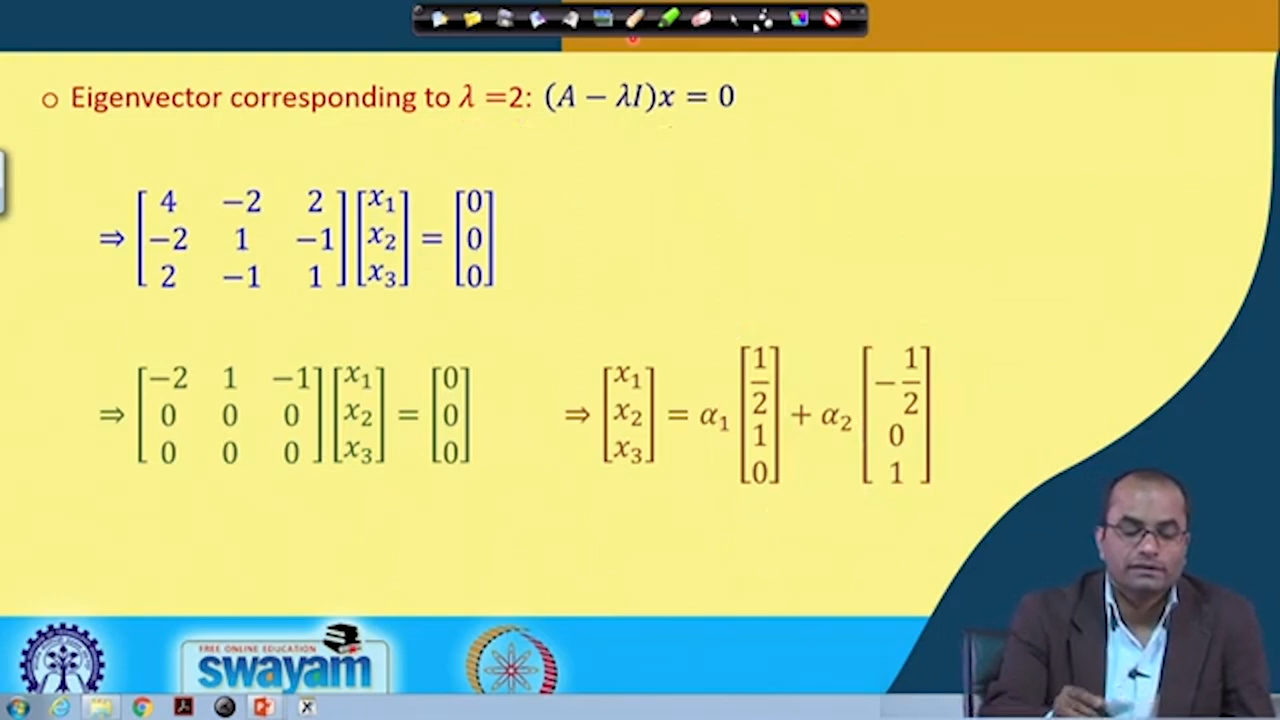 ○ Eigenvector corresponding to λ =2: (A − λI)x = 0
⇒ [4 −2 2; −2 1 −1; 2 −1 1] [x₁; x₂; x₃] = [0; 0; 0]
⇒ [−2 1 −1; 0 0 0; 0 0 0] [x₁; x₂; x₃] = [0; 0; 0] ⇒ [x₁; x₂; x₃] = α₁ [1/2; 1; 0] + α₂ [−1/2; 0; 1]
FREE ONLINE EDUCATION
swayam